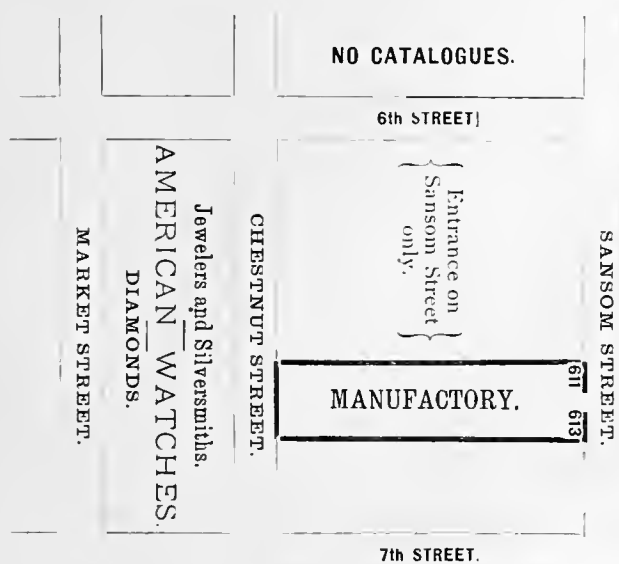 NO CATALOGUES.
6th STREET
MARKET STREET.
DIAMONDS.
AMERICAN WATCHES.
Jewelers and Silversmiths.
CHESTNUT STREET.
Entrance on
Sansom Street
only.
SANSOM STREET.
MANUFACTORY.
611
613
7th STREET.